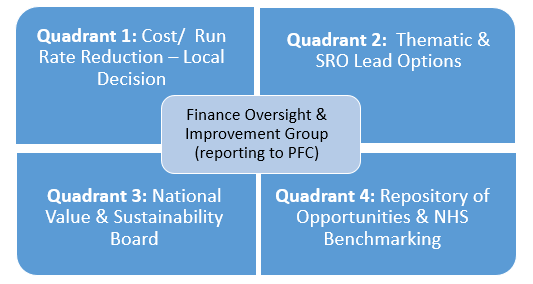 Quadrant 1: Cost/ Run
Rate Reduction – Local
Decision
Quadrant 2: Thematic &
SRO Lead Options
Finance Oversight &
Improvement Group
(reporting to PFC)
Quadrant 3: National
Value & Sustainability
Board
Quadrant 4: Repository of
Opportunities & NHS
Benchmarking